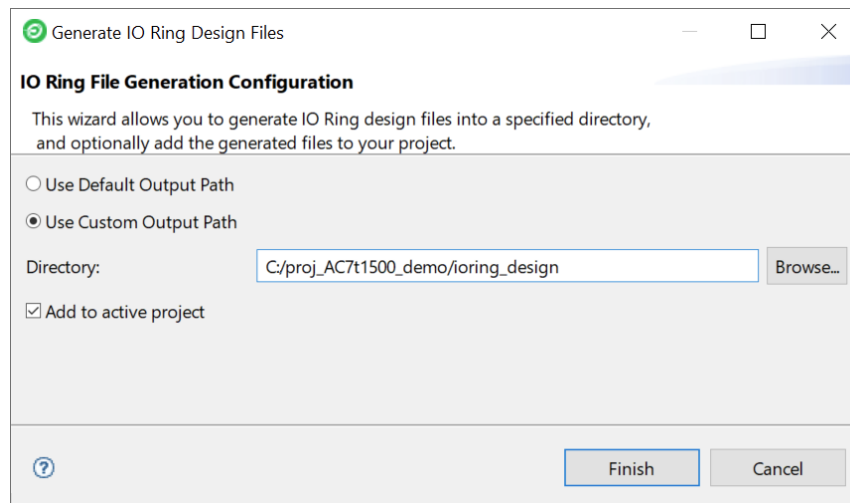 Generate IO Ring Design Files
IO Ring File Generation Configuration
This wizard allows you to generate IO Ring design files into a specified directory,
and optionally add the generated files to your project.
Use Default Output Path
Use Custom Output Path
Directory:
C:/proj_AC7t1500_demo/ioring_design
Browse...
Add to active project
?
Finish
Cancel